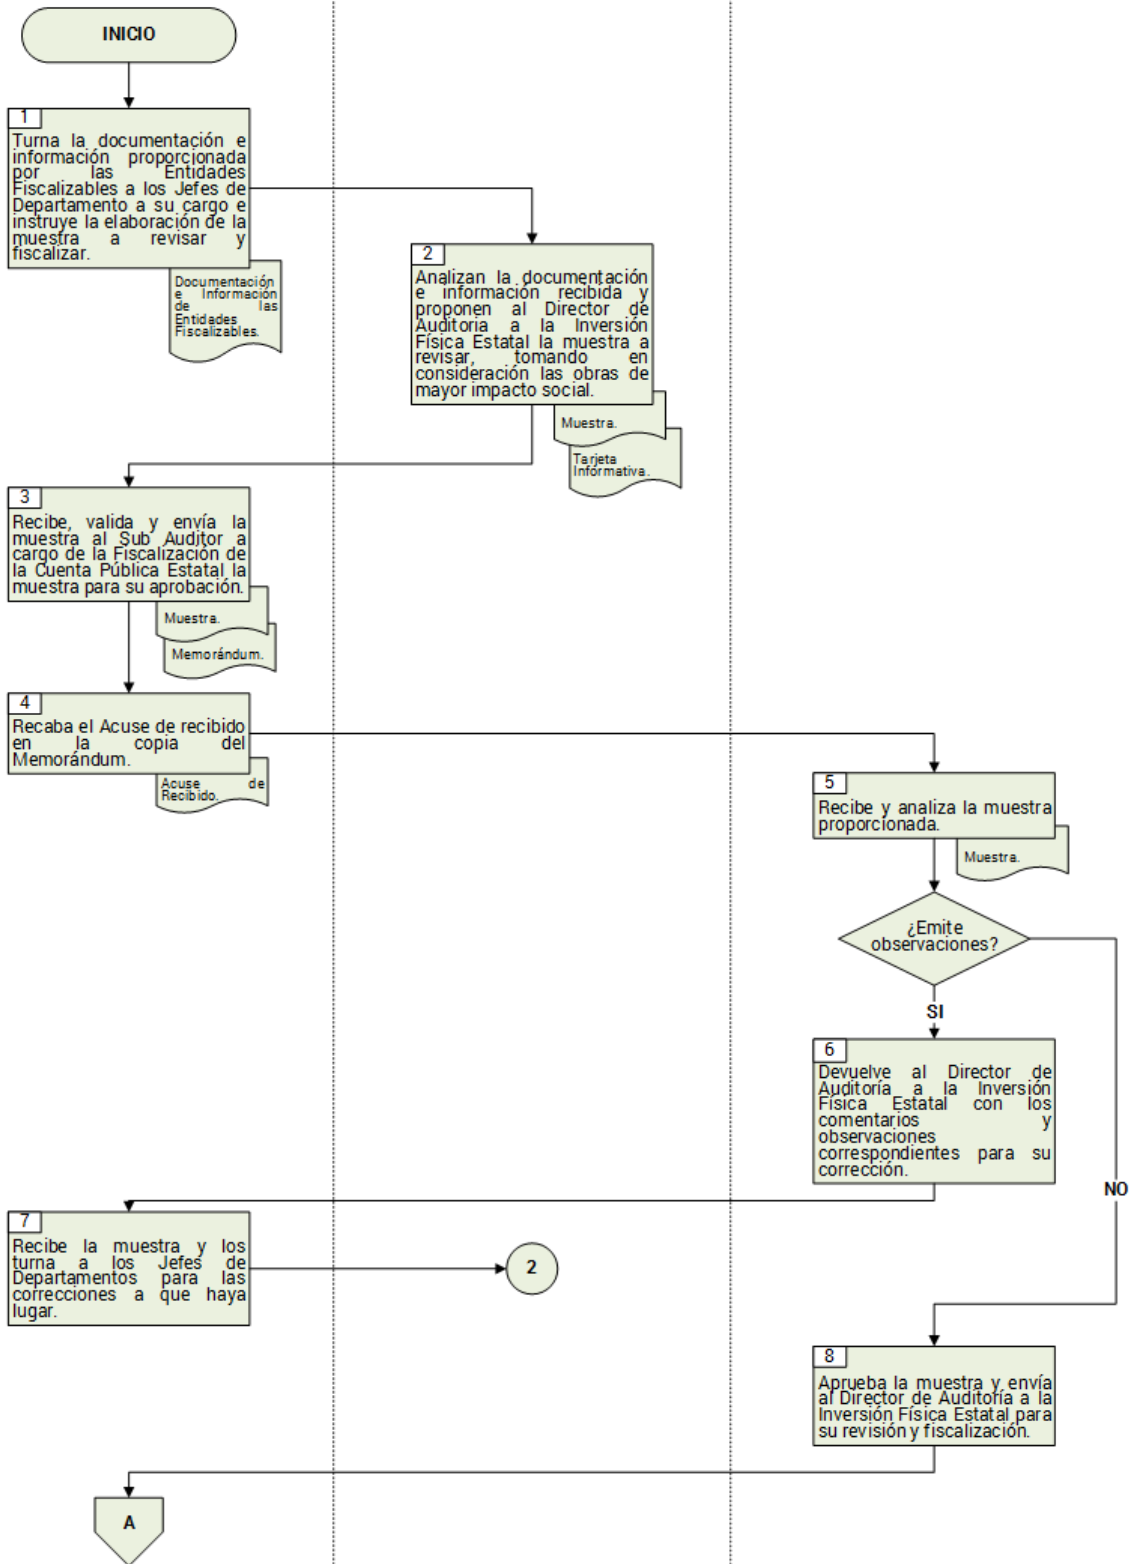 INICIO
1
Turna la documentación e
información proporcionada
por las Entidades
Fiscalizables a los Jefes de
Departamento a su cargo e
instruye la elaboración de la
muestra a revisar y
fiscalizar.
Documentación
e Información
de las
Entidades
Fiscalizables.
2
Analizan la documentación
e información recibida y
proponen al Director de
Auditoria a la Inversión
Física Estatal la muestra a
revisar, tomando en
consideración las obras de
mayor impacto social.
Muestra.
Tarjeta
Informativa.
3
Recibe, valida y envía la
muestra al Sub Auditor a
cargo de la Fiscalización de
la Cuenta Pública Estatal la
muestra para su aprobación.
Muestra.
Memorándum.
4
Recaba el Acuse de recibido
en la copia del
Memorándum.
Acuse de
Recibido.
5
Recibe y analiza la muestra
proporcionada.
Muestra.
¿Emite
observaciones?
SI
6
Devuelve al Director de
Auditoría a la Inversión
Física Estatal con los
comentarios y
observaciones
correspondientes para su
corrección.
NO
7
Recibe la muestra y los
turna a los Jefes de
Departamentos para las
correcciones a que haya
lugar.
2
8
Aprueba la muestra y envía
al Director de Auditoría a la
Inversión Física Estatal para
su revisión y fiscalización.
A